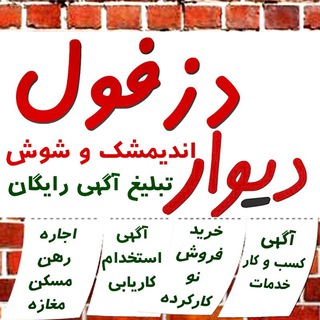 دیوار دزفول
اندیمشک و شوش
تبلیغ آگهی رایگان
آگهی
کسب و کار
خدمات
خرید
فروش
نو
کارکرده
آگهی
استخدام
کاریابی
اجاره
رهن
مسکن
مغازه